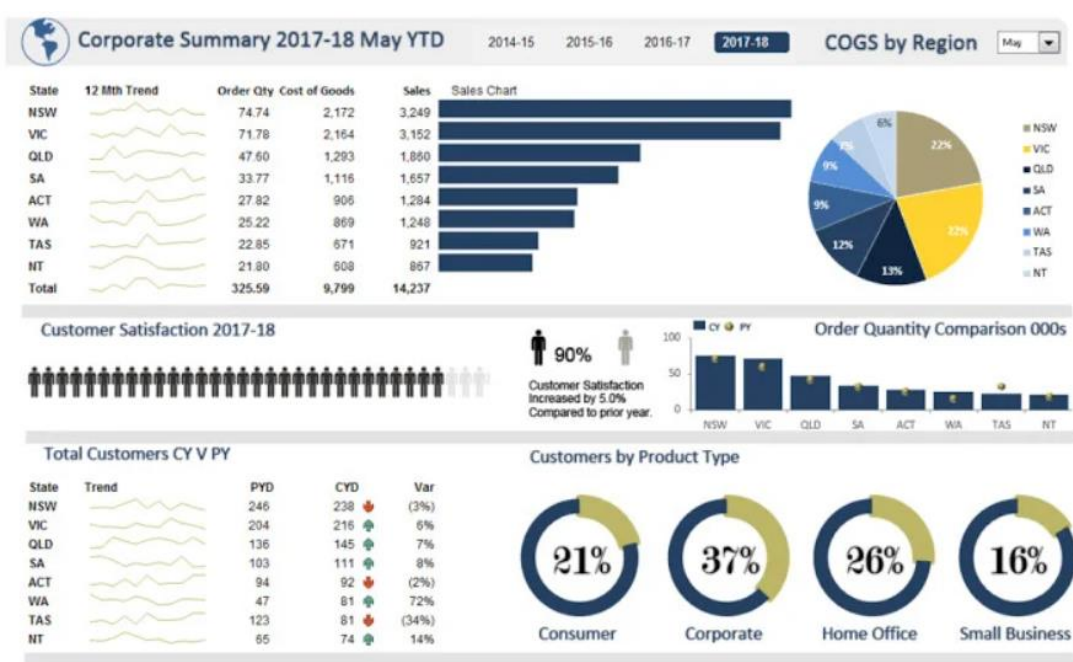 Corporate Summary 2017-18 May YTD 2014-15 2015-16 2016-17 2017-18 COGS by Region May
State 12 Mth Trend Order Qty Cost of Goods Sales Sales Chart
NSW 74.74 2,172 3,249
VIC 71.78 2,164 3,152
QLD 47.60 1,293 1,860
SA 33.77 1,116 1,657
ACT 27.82 906 1,284
WA 25.22 869 1,248
TAS 22.85 671 921
NT 21.80 608 867
Total 325.59 9,799 14,237
6%
7%
22%
9%
9%
22%
12%
13%
NSW
VIC
QLD
SA
ACT
WA
TAS
NT
Customer Satisfaction 2017-18
90%
Customer Satisfaction
Increased by 5.0%
Compared to prior year.
CY PY Order Quantity Comparison 000s
100
50
0
NSW VIC QLD SA ACT WA TAS NT
Total Customers CY V PY
State Trend PYD CYD Var
NSW 246 238 (3%)
VIC 204 216 6%
QLD 136 145 7%
SA 103 111 8%
ACT 94 92 (2%)
WA 47 81 72%
TAS 123 81 (34%)
NT 65 74 14%
Customers by Product Type
21% 37% 26% 16%
Consumer Corporate Home Office Small Business